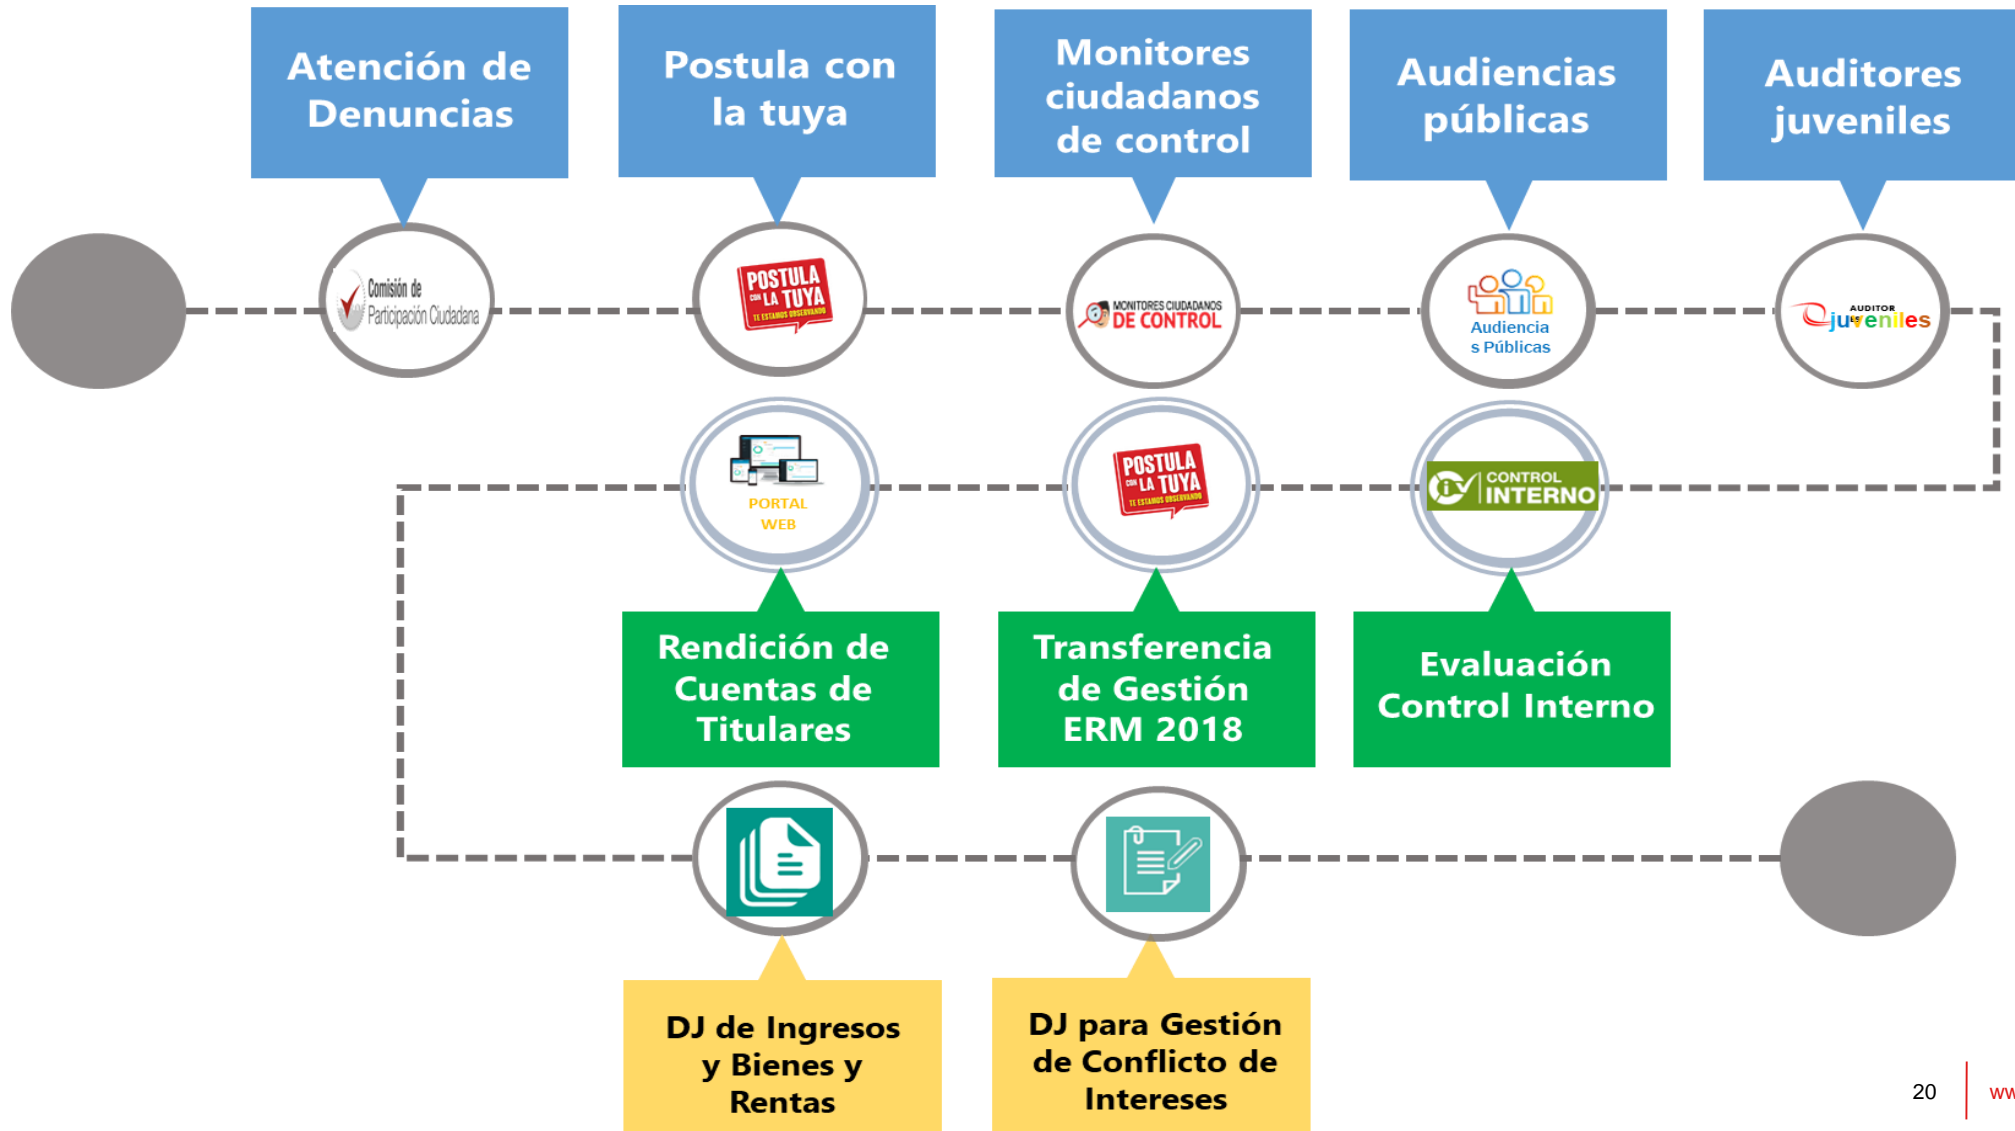 Atención de
Denuncias
Postula con
la tuya
Monitores
ciudadanos
de control
Audiencias
públicas
Auditores
juveniles
Comisión de
Participación Ciudadana
POSTULA
CON LA TUYA
TE ESTAMOS OBSERVANDO
MONITORES CIUDADANOS
DE CONTROL
Audiencia
s Públicas
AUDITOR
ES
juveniles
PORTAL
WEB
POSTULA
CON LA TUYA
TE ESTAMOS OBSERVANDO
CONTROL
INTERNO
Rendición de
Cuentas de
Titulares
Transferencia
de Gestión
ERM 2018
Evaluación
Control Interno
DJ de Ingresos
y Bienes y
Rentas
DJ para Gestión
de Conflicto de
Intereses
20